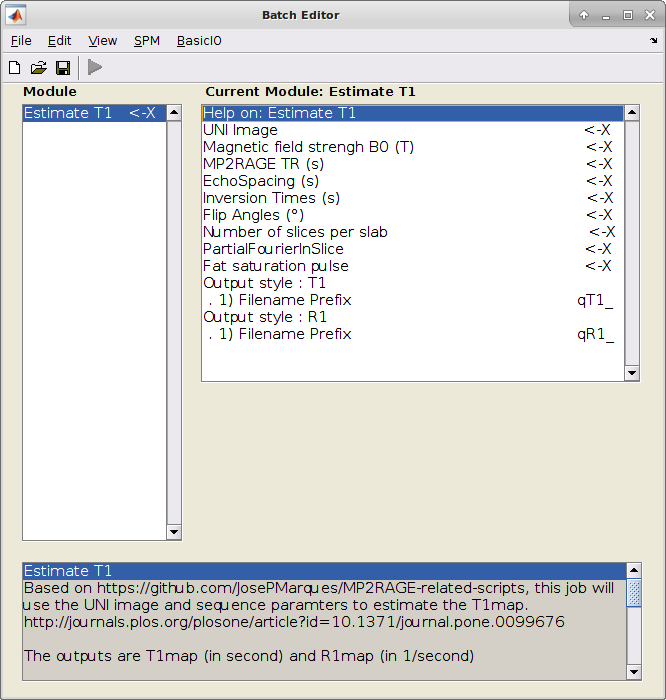 Batch Editor
File Edit View SPM BasicIO
Module
Current Module: Estimate T1
Estimate T1 <-X
Help on: Estimate T1
UNI Image <-X
Magnetic field strengh B0 (T) <-X
MP2RAGE TR (s) <-X
EchoSpacing (s) <-X
Inversion Times (s) <-X
Flip Angles (°) <-X
Number of slices per slab <-X
PartialFourierInSlice <-X
Fat saturation pulse <-X
Output style : T1
. 1) Filename Prefix qT1_
Output style : R1
. 1) Filename Prefix qR1_
Estimate T1
Based on https://github.com/JosePMarques/MP2RAGE-related-scripts, this job will
use the UNI image and sequence paramters to estimate the T1map.
http://journals.plos.org/plosone/article?id=10.1371/journal.pone.0099676
The outputs are T1map (in second) and R1map (in 1/second)